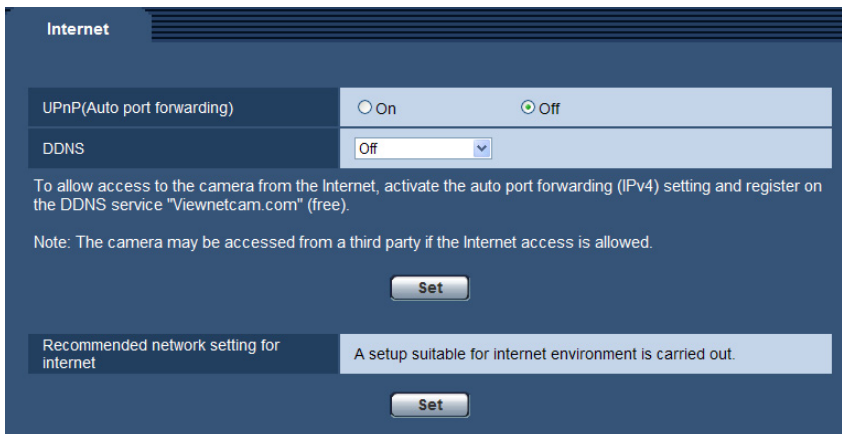 Internet
UPnP(Auto port forwarding)
On
Off
DDNS
Off
To allow access to the camera from the Internet, activate the auto port forwarding (IPv4) setting and register on
the DDNS service "Viewnetcam.com" (free).
Note: The camera may be accessed from a third party if the Internet access is allowed.
Set
Recommended network setting for
internet
A setup suitable for internet environment is carried out.
Set